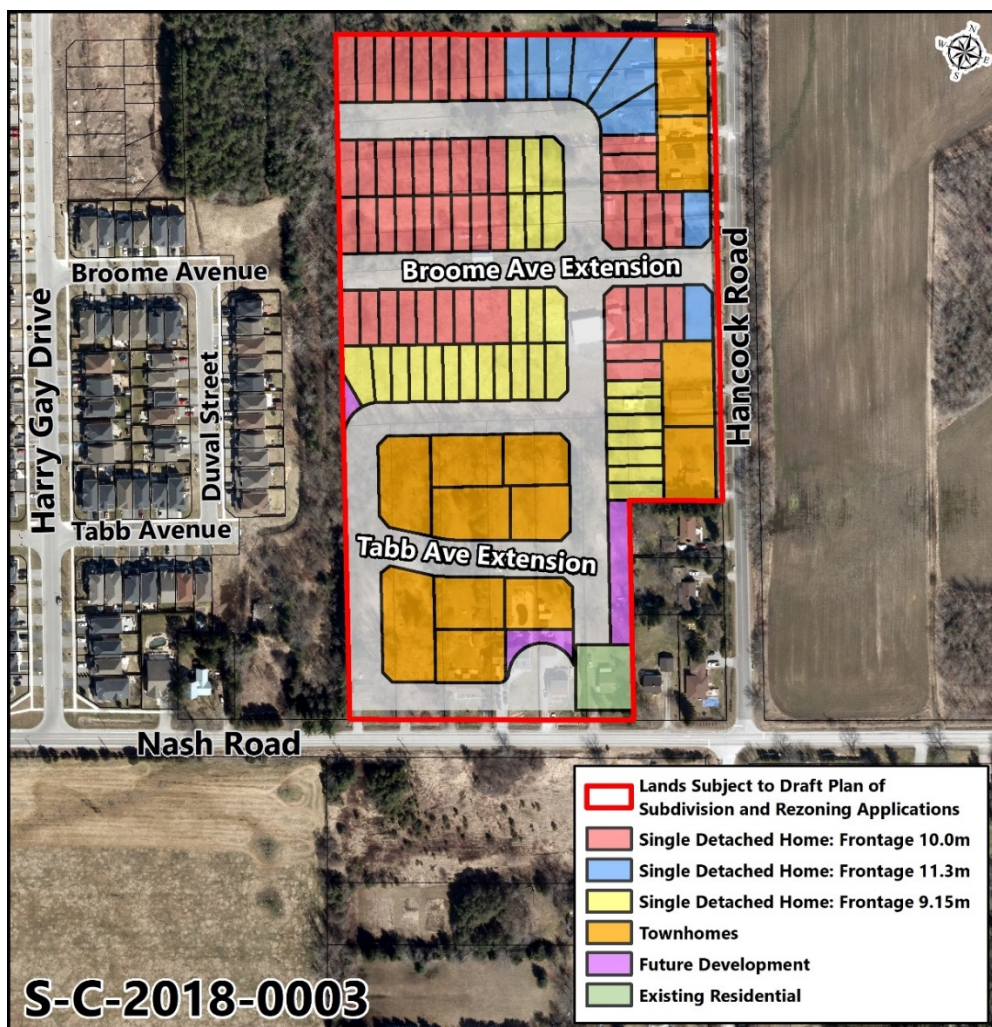 N
W
E
S
Broome Avenue
Broome Ave Extension
Harry Gay Drive
Duval Street
Hancock Road
Tabb Avenue
Tabb Ave Extension
Nash Road
Lands Subject to Draft Plan of
Subdivision and Rezoning Applications
Single Detached Home: Frontage 10.0m
Single Detached Home: Frontage 11.3m
Single Detached Home: Frontage 9.15m
Townhomes
Future Development
Existing Residential
S-C-2018-0003